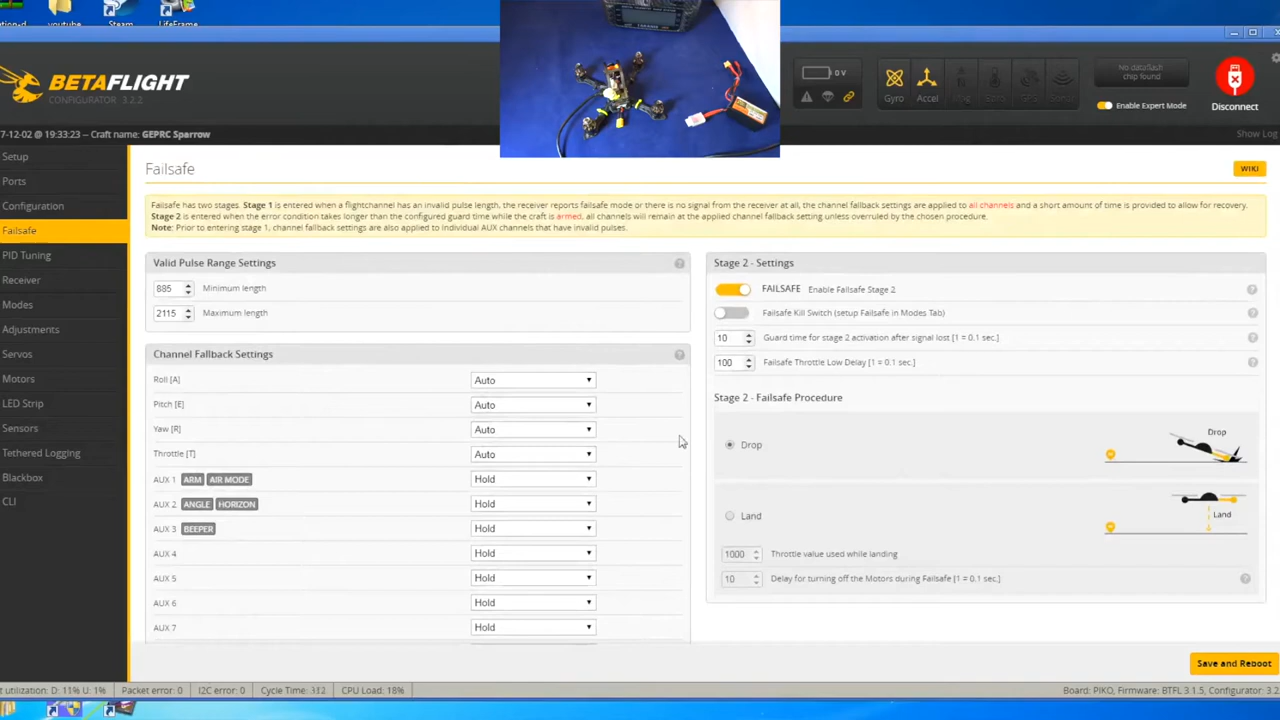 youtube
Steam
LifeFrame
BETAFLIGHT
CONFIGURATOR 3.2.2
0 V
Gyro
Accel
No dataflash
chip found
Enable Expert Mode
Disconnect
7-12-02 @ 19:33:23 -- Craft name: GEPRC Sparrow
Show Log
Setup
Ports
Configuration
Failsafe
PID Tuning
Receiver
Modes
Adjustments
Servos
Motors
LED Strip
Sensors
Tethered Logging
Blackbox
CLI
Failsafe
WIKI
Failsafe has two stages. Stage 1 is entered when a flightchannel has an invalid pulse length, the receiver reports failsafe mode or there is no signal from the receiver at all, the channel fallback settings are applied to all channels and a short amount of time is provided to allow for recovery.
Stage 2 is entered when the error condition takes longer than the configured guard time while the craft is armed, all channels will remain at the applied channel fallback setting unless overruled by the chosen procedure.
Note: Prior to entering stage 1, channel fallback settings are also applied to individual AUX channels that have invalid pulses.
Valid Pulse Range Settings
885 Minimum length
2115 Maximum length
Channel Fallback Settings
Roll [A] Auto
Pitch [E] Auto
Yaw [R] Auto
Throttle [T] Auto
AUX 1 ARM AIR MODE Hold
AUX 2 ANGLE HORIZON Hold
AUX 3 BEEPER Hold
AUX 4 Hold
AUX 5 Hold
AUX 6 Hold
AUX 7 Hold
Stage 2 - Settings
FAILSAFE Enable Failsafe Stage 2
Failsafe Kill Switch (setup Failsafe in Modes Tab)
10 Guard time for stage 2 activation after signal lost [1 = 0.1 sec.]
100 Failsafe Throttle Low Delay [1 = 0.1 sec.]
Stage 2 - Failsafe Procedure
Drop
Drop
Land
Land
1000 Throttle value used while landing
10 Delay for turning off the Motors during Failsafe [1 = 0.1 sec.]
Save and Reboot
utilization: D: 11% U: 1%
Packet error: 0
I2C error: 0
Cycle Time: 312
CPU Load: 18%
Board: PIKO, Firmware: BTFL 3.1.5, Configurator: 3.2